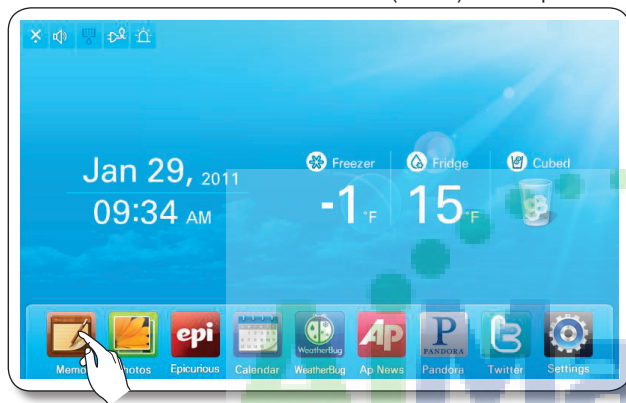 Freezer Fridge Cubed
Jan 29, 2011
-1 °F 15 °F
09:34 AM
epi Ap P
WeatherBug PANDORA
Photos Epicurious Calendar WeatherBug Ap News Pandora Twitter Settings